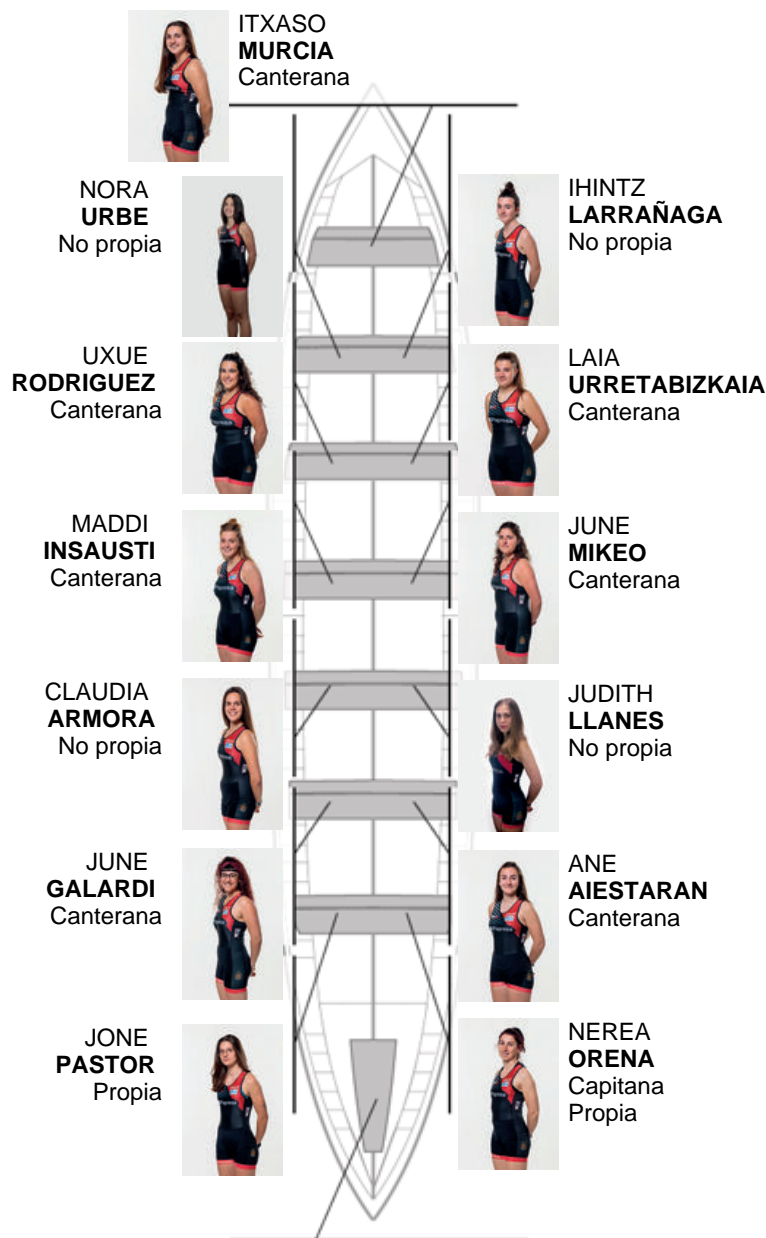 ITXASO
MURCIA
Canterana
NORA
URBE
No propia
IHINTZ
LARRAÑAGA
No propia
UXUE
RODRIGUEZ
Canterana
LAIA
URRETABIZKAIA
Canterana
MADDI
INSAUSTI
Canterana
JUNE
MIKEO
Canterana
CLAUDIA
ARMORA
No propia
JUDITH
LLANES
No propia
JUNE
GALARDI
Canterana
ANE
AIESTARAN
Canterana
JONE
PASTOR
Propia
NEREA
ORENA
Capitana
Propia